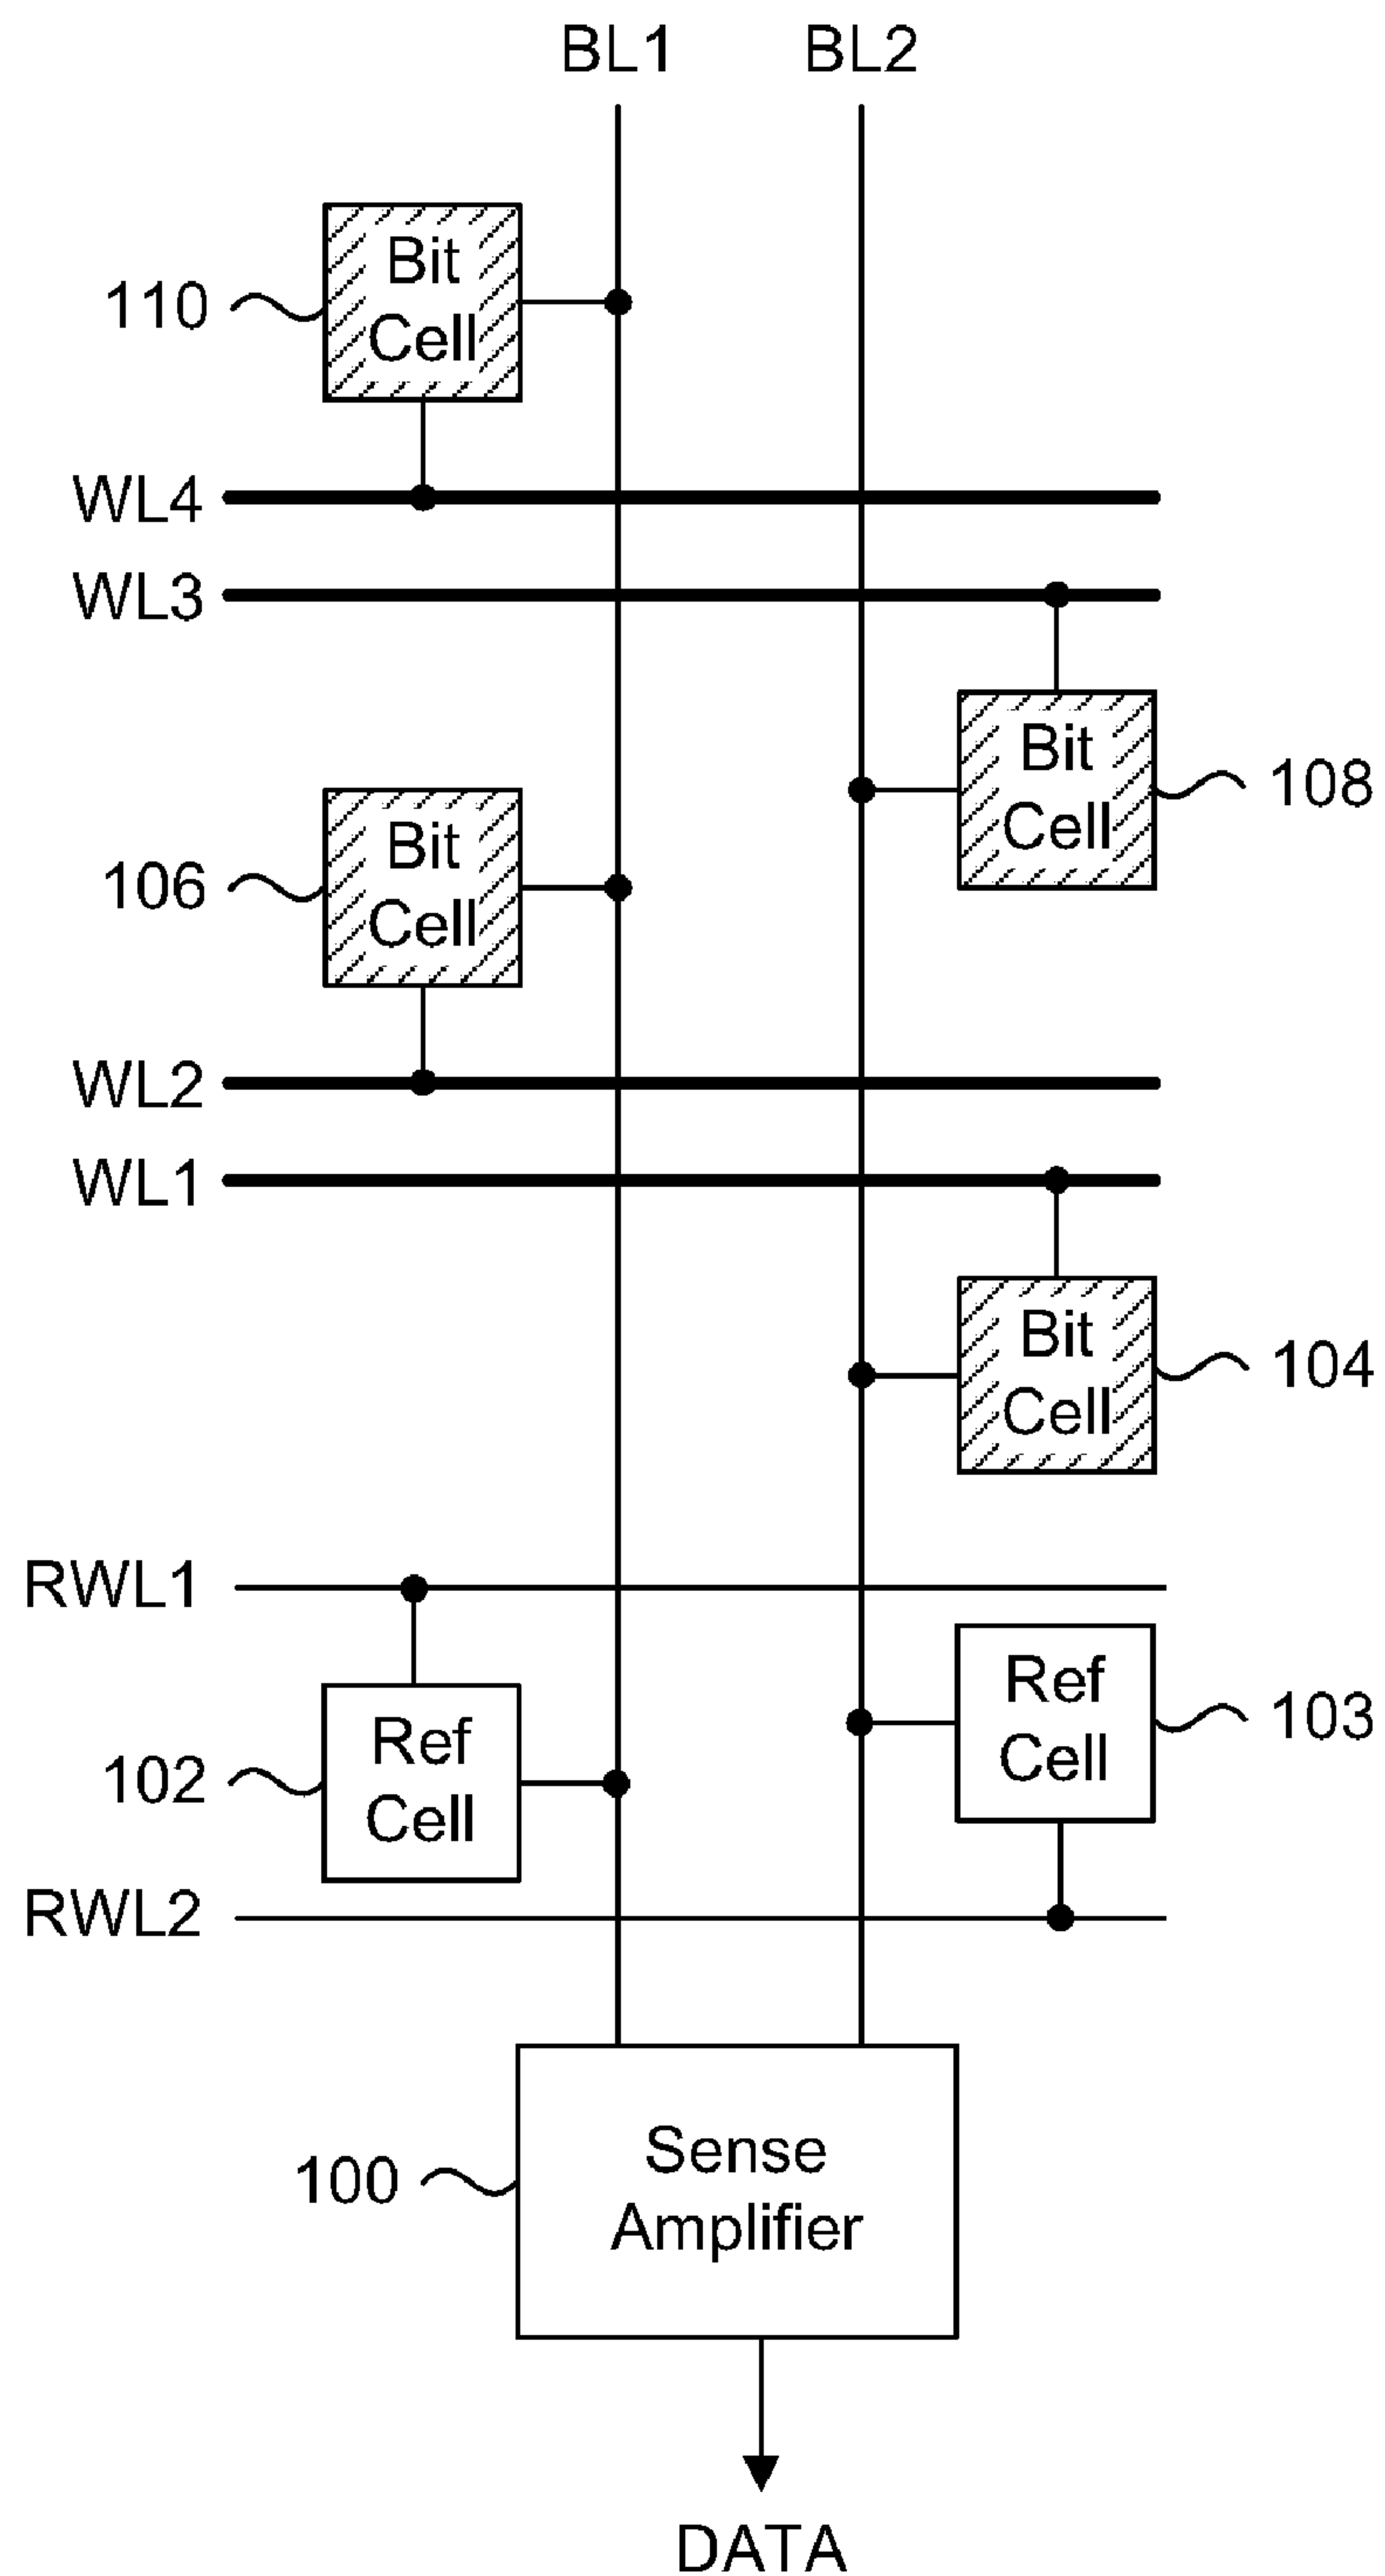 BL1 BL2
Bit
Cell
110
WL4
WL3
Bit
Cell
108
Bit
Cell
106
WL2
WL1
Bit
Cell
104
RWL1
Ref
Cell
103
Ref
Cell
102
RWL2
Sense
Amplifier
100
DATA